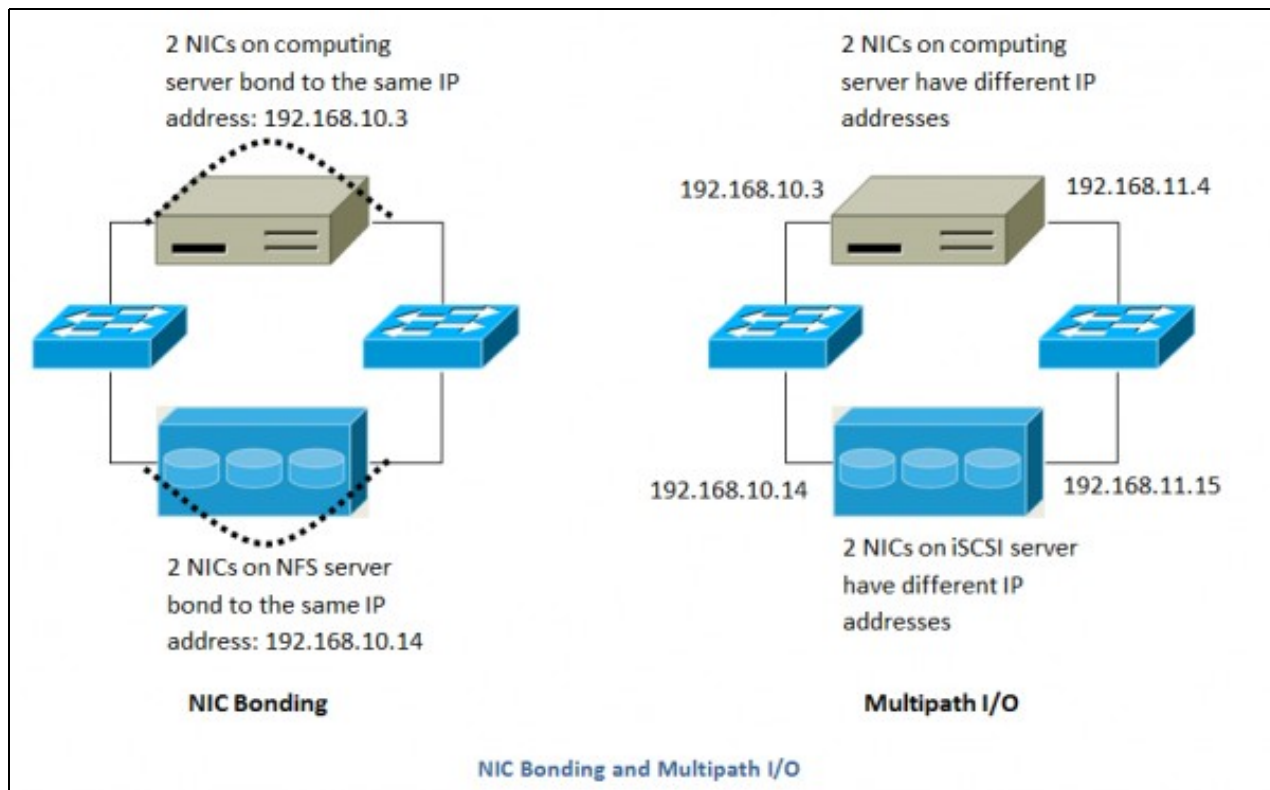 2 NICs on computing
server bond to the same IP
address: 192.168.10.3
2 NICs on NFS server
bond to the same IP
address: 192.168.10.14
NIC Bonding
2 NICs on computing
server have different IP
addresses
192.168.10.3
192.168.11.4
192.168.10.14
192.168.11.15
2 NICs on iSCSI server
have different IP
addresses
Multipath I/O
NIC Bonding and Multipath I/O